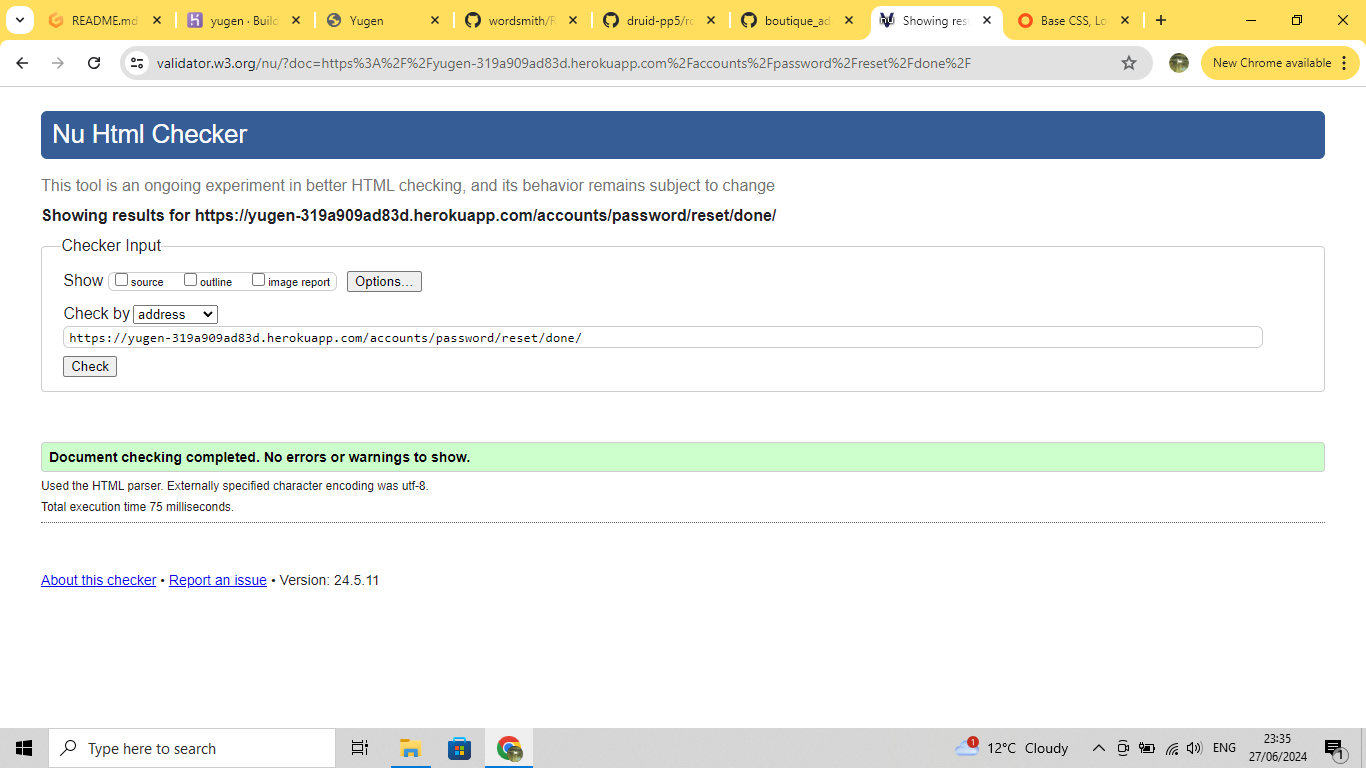 README.md
yugen · Build
Yugen
wordsmith/R
druid-pp5/re
boutique_ad
Showing resu
Base CSS, Lo
validator.w3.org/nu/?doc=https%3A%2F%2Fyugen-319a909ad83d.herokuapp.com%2Faccounts%2Fpassword%2Freset%2Fdone%2F
New Chrome available
Nu Html Checker
This tool is an ongoing experiment in better HTML checking, and its behavior remains subject to change
Showing results for https://yugen-319a909ad83d.herokuapp.com/accounts/password/reset/done/
Checker Input
Show source outline image report Options...
Check by address
https://yugen-319a909ad83d.herokuapp.com/accounts/password/reset/done/
Check
Document checking completed. No errors or warnings to show.
Used the HTML parser. Externally specified character encoding was utf-8.
Total execution time 75 milliseconds.
About this checker • Report an issue • Version: 24.5.11
Type here to search
1
12°C Cloudy
ENG
23:35
27/06/2024
1